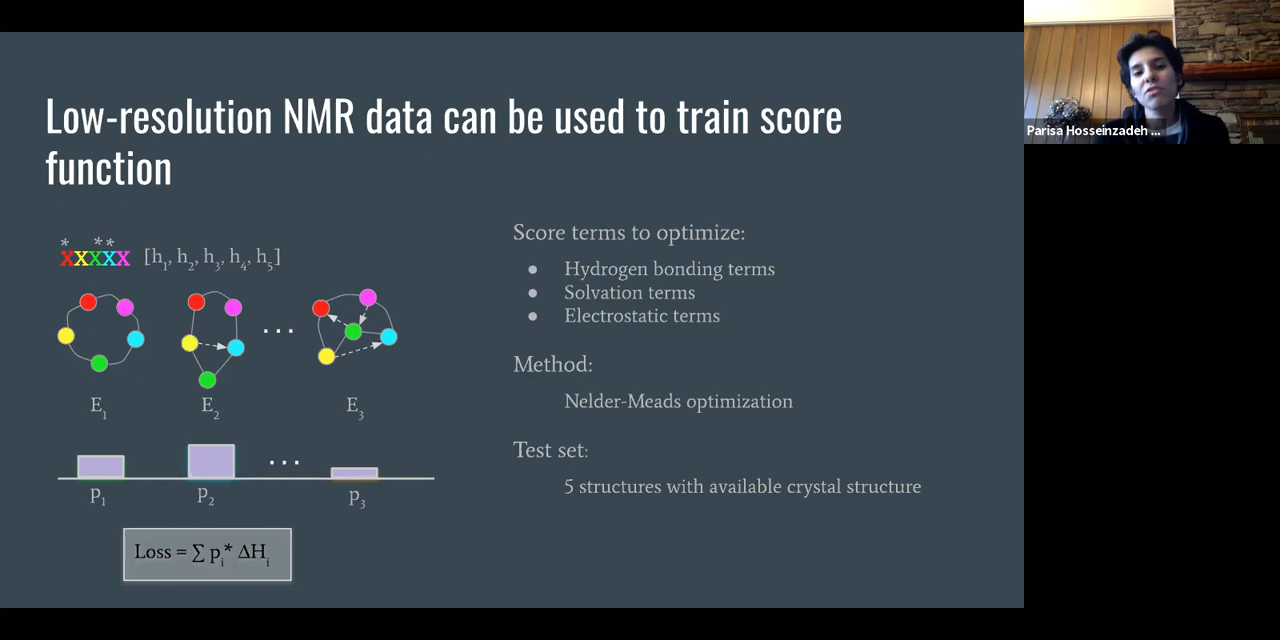 Low-resolution NMR data can be used to train score
function
* **
XXXXX [h₁, h₂, h₃, h₄, h₅]
E₁ E₂ ... E₃
p₁ p₂ ... p₃
Loss = ∑ pᵢ* ΔHᵢ
Score terms to optimize:
● Hydrogen bonding terms
● Solvation terms
● Electrostatic terms
Method:
Nelder-Meads optimization
Test set:
5 structures with available crystal structure
Parisa Hosseinzadeh ...